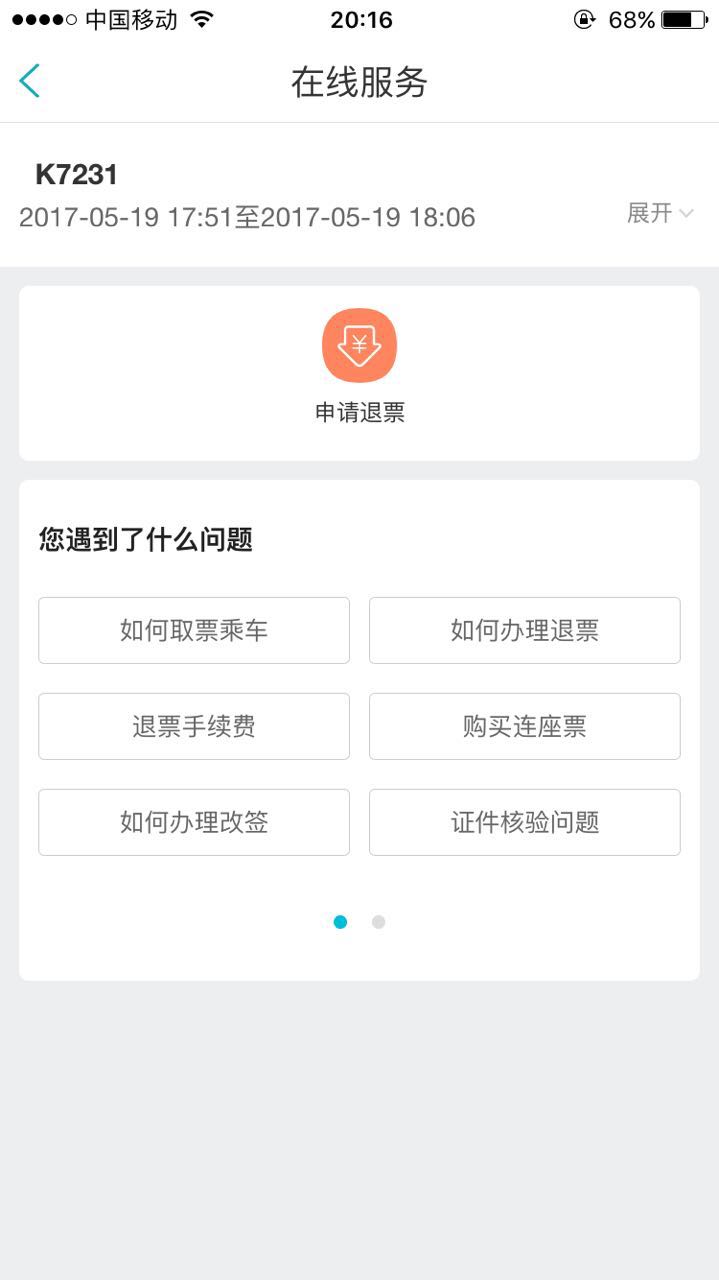 中国移动 20:16 68%
在线服务
K7231
2017-05-19 17:51至2017-05-19 18:06
展开
¥
申请退票
您遇到了什么问题
如何取票乘车 如何办理退票
退票手续费 购买连座票
如何办理改签 证件核验问题